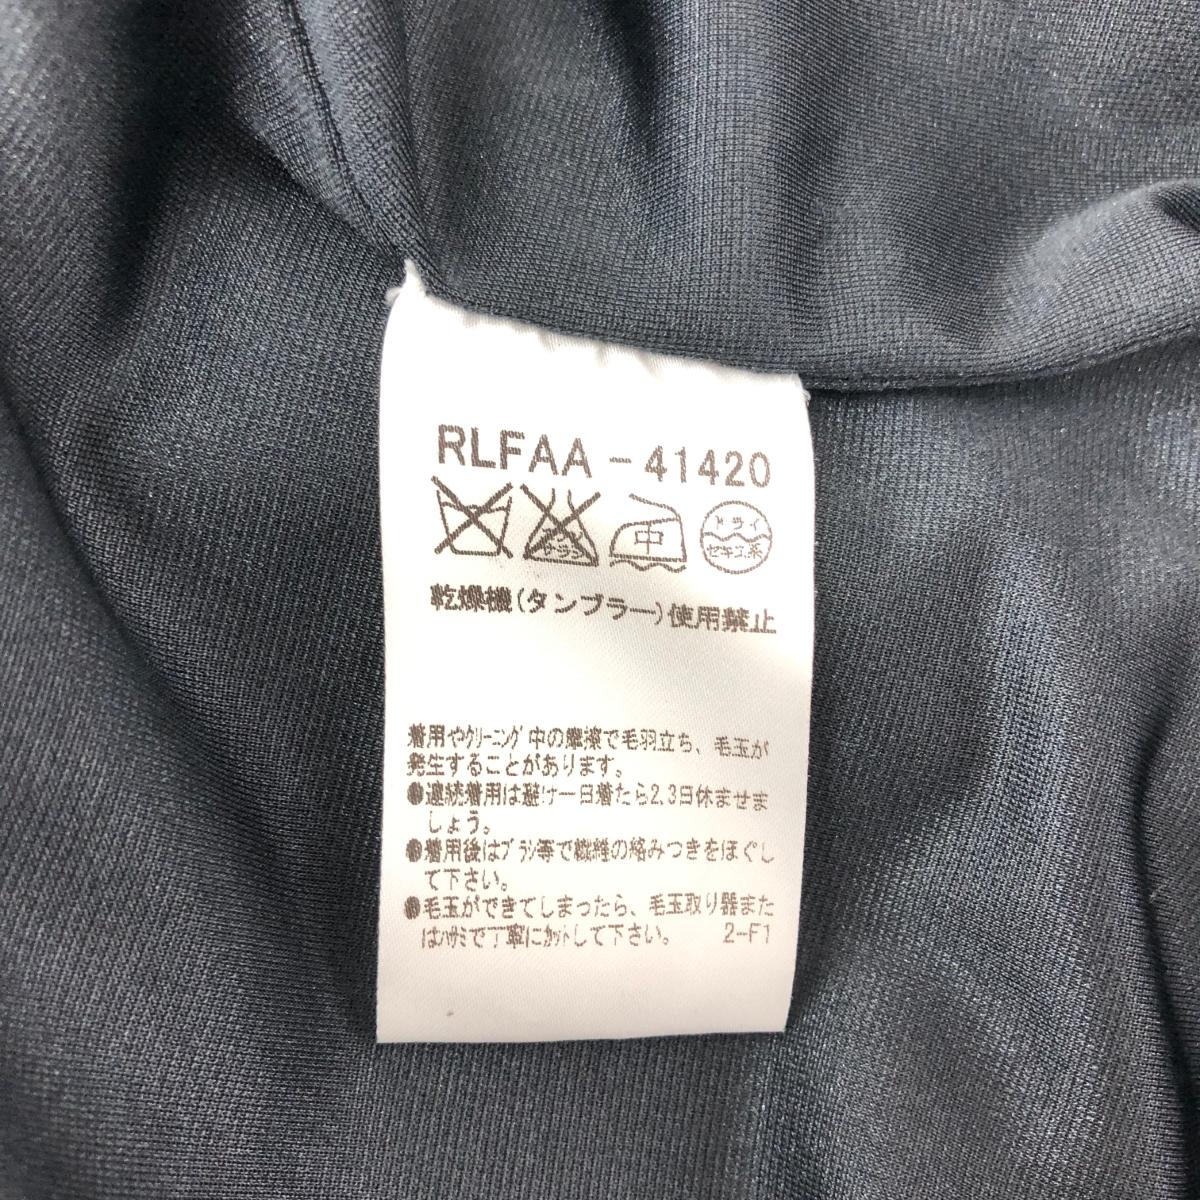 RLFAA-41420
エンソサラシ
中
ドライ
セキユ系
乾燥機(タンブラー)使用禁止
着用やｸﾘｰﾆﾝｸﾞ中の摩擦で毛羽立ち、毛玉が
発生することがあります。
●連続着用は避け一日着たら2,3日休ませま
しょう。
●着用後はﾌﾞﾗｼ等で繊維の絡みつきをほぐし
て下さい。
●毛玉ができてしまったら、毛玉取り器また
はﾊｻﾐで丁寧にｶｯﾄして下さい。 2-F1